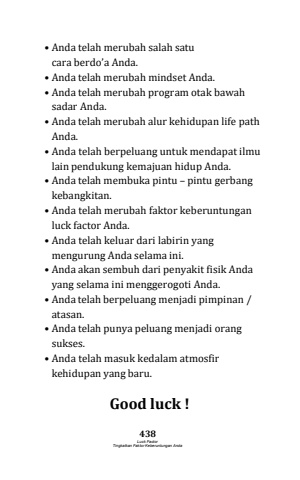 • Anda telah merubah salah satu
cara berdo’a Anda.
• Anda telah merubah mindset Anda.
• Anda telah merubah program otak bawah
sadar Anda.
• Anda telah merubah alur kehidupan life path
Anda.
• Anda telah berpeluang untuk mendapat ilmu
lain pendukung kemajuan hidup Anda.
• Anda telah membuka pintu – pintu gerbang
kebangkitan.
• Anda telah merubah faktor keberuntungan
luck factor Anda.
• Anda telah keluar dari labirin yang
mengurung Anda selama ini.
• Anda akan sembuh dari penyakit fisik Anda
yang selama ini menggerogoti Anda.
• Anda telah berpeluang menjadi pimpinan /
atasan.
• Anda telah punya peluang menjadi orang
sukses.
• Anda telah masuk kedalam atmosfir
kehidupan yang baru.
Good luck !
438
Luck Factor
Tingkatkan Faktor Keberuntungan Anda